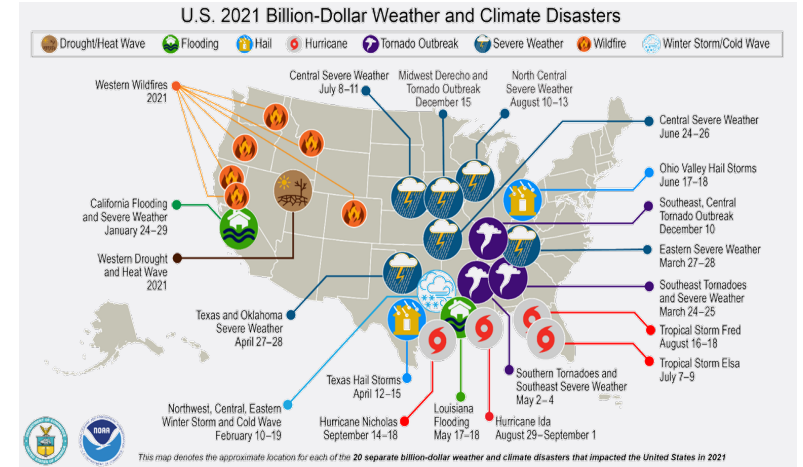 U.S. 2021 Billion-Dollar Weather and Climate Disasters
Drought/Heat Wave
Flooding
Hail
Hurricane
Tornado Outbreak
Severe Weather
Wildfire
Winter Storm/Cold Wave
Western Wildfires
2021
Central Severe Weather
July 8–11
Midwest Derecho and
Tornado Outbreak
December 15
North Central
Severe Weather
August 10–13
Central Severe Weather
June 24–26
Ohio Valley Hail Storms
June 17–18
Southeast, Central
Tornado Outbreak
December 10
Eastern Severe Weather
March 27–28
Southeast Tornadoes
and Severe Weather
March 24–25
Tropical Storm Fred
August 16–18
Tropical Storm Elsa
July 7–9
California Flooding
and Severe Weather
January 24–29
Western Drought
and Heat Wave
2021
Texas and Oklahoma
Severe Weather
April 27–28
Texas Hail Storms
April 12–15
Southern Tornadoes and
Southeast Severe Weather
May 2–4
Northwest, Central, Eastern
Winter Storm and Cold Wave
February 10–19
Hurricane Nicholas
September 14–18
Louisiana
Flooding
May 17–18
Hurricane Ida
August 29–September 1
NOAA
This map denotes the approximate location for each of the 20 separate billion-dollar weather and climate disasters that impacted the United States in 2021